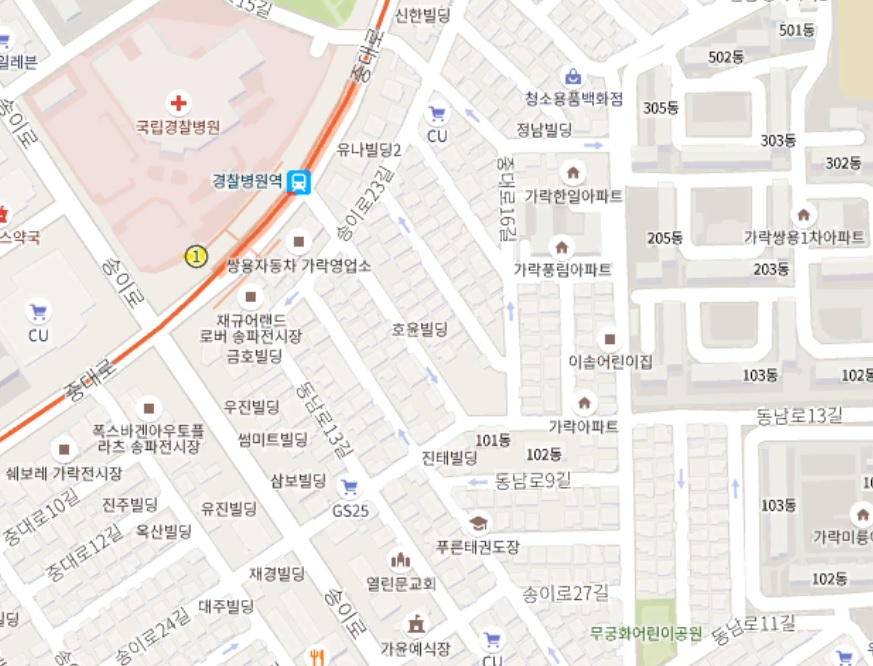 신한빌딩
중대로
501동
502동
일레븐
305동
청소용품백화점
송이로
CU
정남빌딩
국립경찰병원
유나빌딩2
303동
302동
경찰병원역
송이로23길
중대로16길
가락한일아파트
스약국
205동
가락쌍용1차아파트
1
쌍용자동차 가락영업소
가락풍림아파트
203동
송이로
CU
재규어랜드
로버 송파전시장
금호빌딩
호윤빌딩
이솝어린이집
중대로
103동
폭스바겐아우토플
라츠 송파전시장
우진빌딩
동남로13길
가락아파트
동남로13길
썸미트빌딩
101동
102동
쉐보레 가락전시장
삼보빌딩
진태빌딩
동남로9길
중대로10길
진주빌딩
유진빌딩
GS25
103동
옥산빌딩
푸른태권도장
중대로12길
재경빌딩
열린문교회
102동
송이로27길
대주빌딩
송이로
송이로24길
가윤예식장
무궁화어린이공원
동남로11길
CU